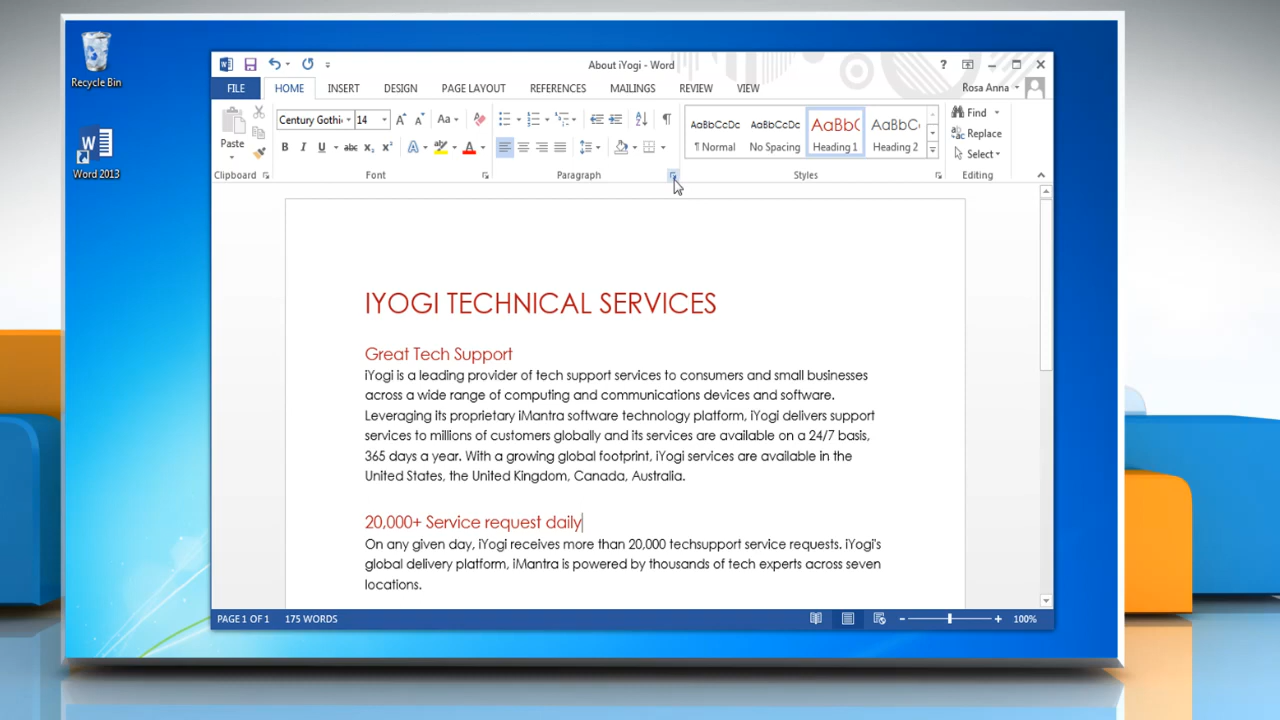 Recycle Bin
Word 2013
About iYogi - Word
FILE HOME INSERT DESIGN PAGE LAYOUT REFERENCES MAILINGS REVIEW VIEW Rosa Anna
Paste
Century Gothi 14
AaBbCcDc AaBbCcDc AaBbC AaBbC
¶ Normal No Spacing Heading 1 Heading 2
Find
Replace
Select
Clipboard Font Paragraph Styles Editing
IYOGI TECHNICAL SERVICES
Great Tech Support
iYogi is a leading provider of tech support services to consumers and small businesses
across a wide range of computing and communications devices and software.
Leveraging its proprietary iMantra software technology platform, iYogi delivers support
services to millions of customers globally and its services are available on a 24/7 basis,
365 days a year. With a growing global footprint, iYogi services are available in the
United States, the United Kingdom, Canada, Australia.
20,000+ Service request daily
On any given day, iYogi receives more than 20,000 techsupport service requests. iYogi's
global delivery platform, iMantra is powered by thousands of tech experts across seven
locations.
PAGE 1 OF 1 175 WORDS 100%